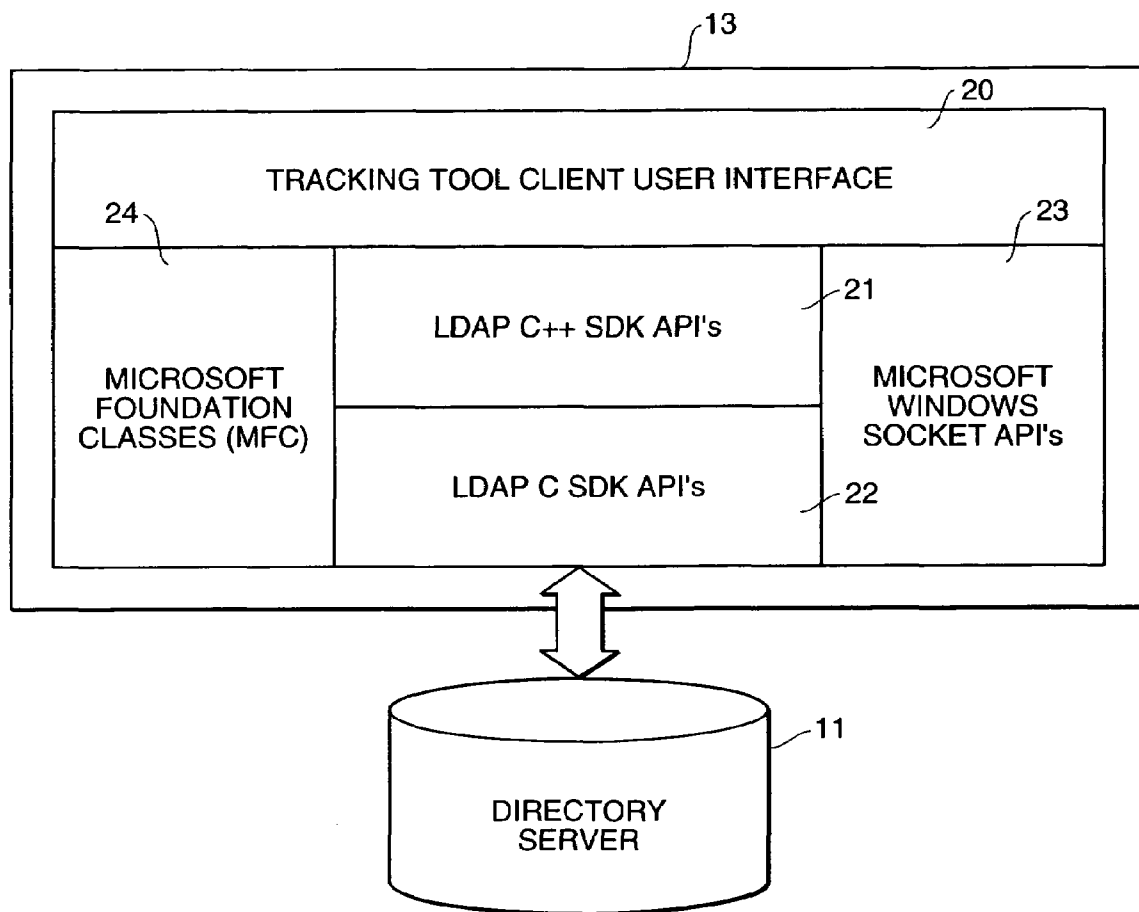 13
20
TRACKING TOOL CLIENT USER INTERFACE
24
23
21
LDAP C++ SDK API's
MICROSOFT
FOUNDATION
CLASSES (MFC)
MICROSOFT
WINDOWS
SOCKET API's
LDAP C SDK API's
22
11
DIRECTORY
SERVER